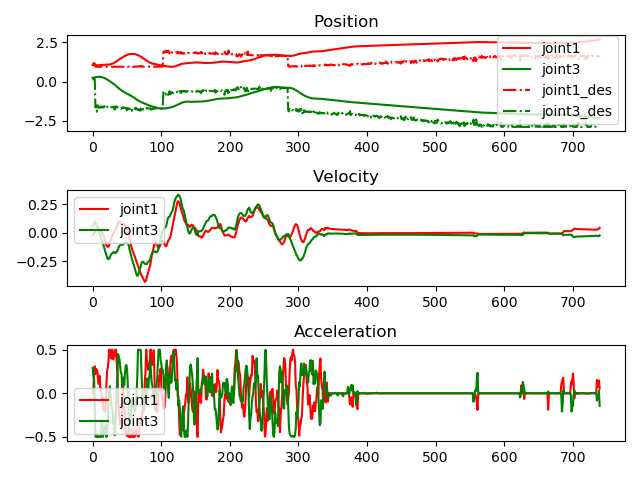 Position
2.5
0.0
−2.5
joint1
joint3
joint1_des
joint3_des
0 100 200 300 400 500 600 700
Velocity
0.25
0.00
−0.25
joint1
joint3
0 100 200 300 400 500 600 700
Acceleration
0.5
0.0
−0.5
joint1
joint3
0 100 200 300 400 500 600 700